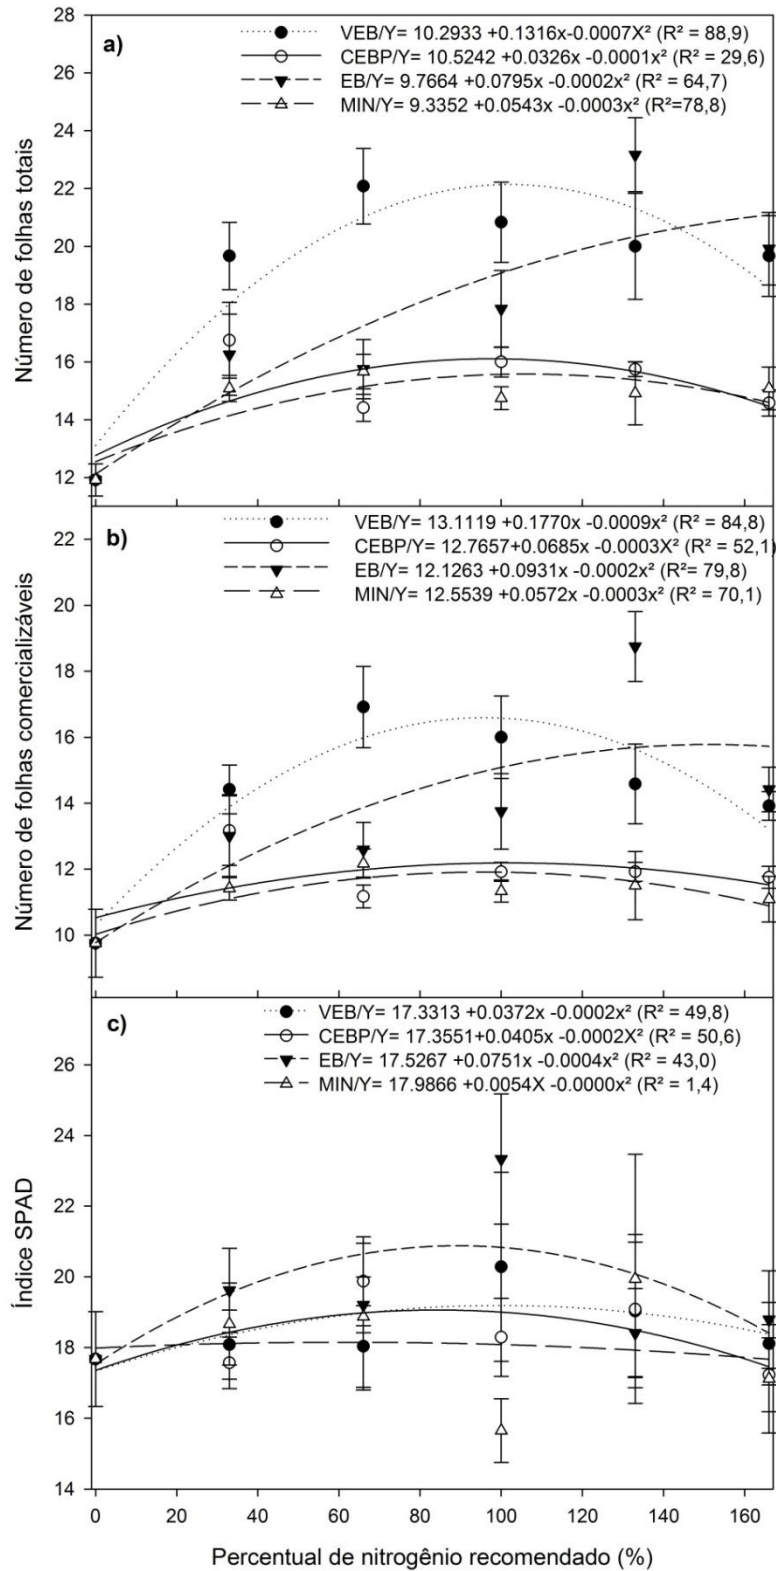 28
26
24
22
20
18
16
14
12
Número de folhas totais
a)
VEB/Y= 10.2933 +0.1316x-0.0007X² (R² = 88,9)
CEBP/Y= 10.5242 +0.0326x -0.0001x² (R² = 29,6)
EB/Y= 9.7664 +0.0795x -0.0002x² (R² = 64,7)
MIN/Y= 9.3352 +0.0543x -0.0003x² (R²=78,8)
22
20
18
16
14
12
10
Número de folhas comercializáveis
b)
VEB/Y= 13.1119 +0.1770x -0.0009x² (R² = 84,8)
CEBP/Y= 12.7657+0.0685x -0.0003X² (R² = 52,1)
EB/Y= 12.1263 +0.0931x -0.0002x² (R²= 79,8)
MIN/Y= 12.5539 +0.0572x -0.0003x² (R² = 70,1)
26
24
22
20
18
16
14
Índice SPAD
c)
VEB/Y= 17.3313 +0.0372x -0.0002x² (R² = 49,8)
CEBP/Y= 17.3551+0.0405x -0.0002X² (R² = 50,6)
EB/Y= 17.5267 +0.0751x -0.0004x² (R² = 43,0)
MIN/Y= 17.9866 +0.0054X -0.0000x² (R² = 1,4)
0 20 40 60 80 100 120 140 160
Percentual de nitrogênio recomendado (%)